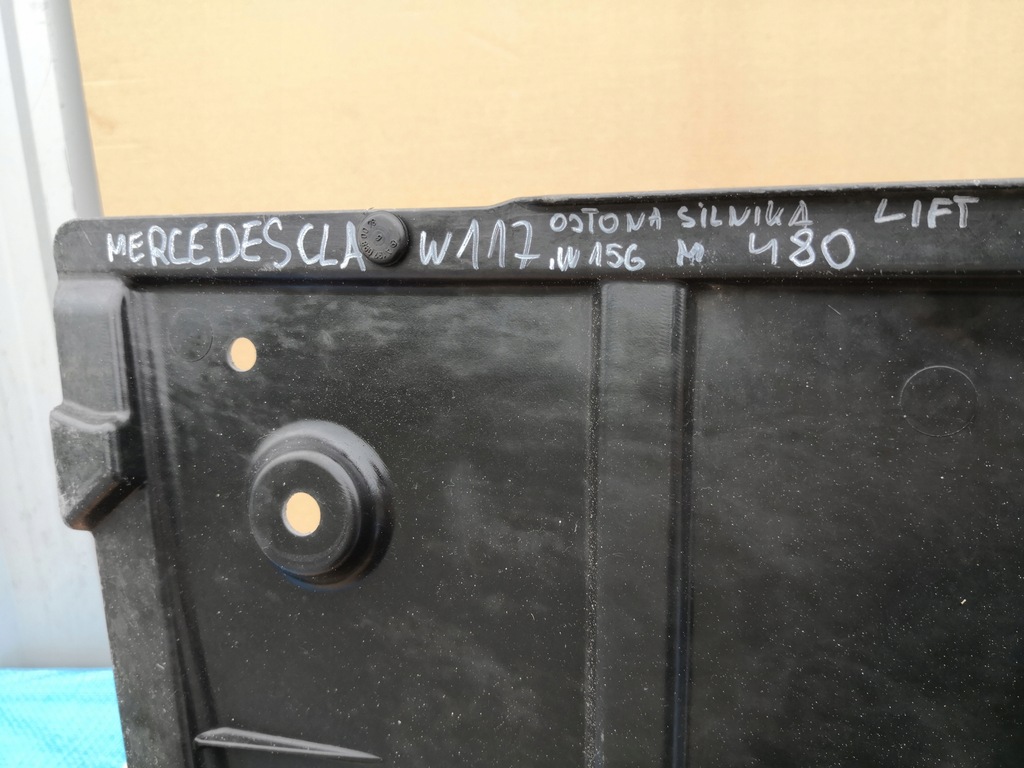 MERCEDES CLA W117 OSŁONA SILNIKA LIFT
.W156 M 480